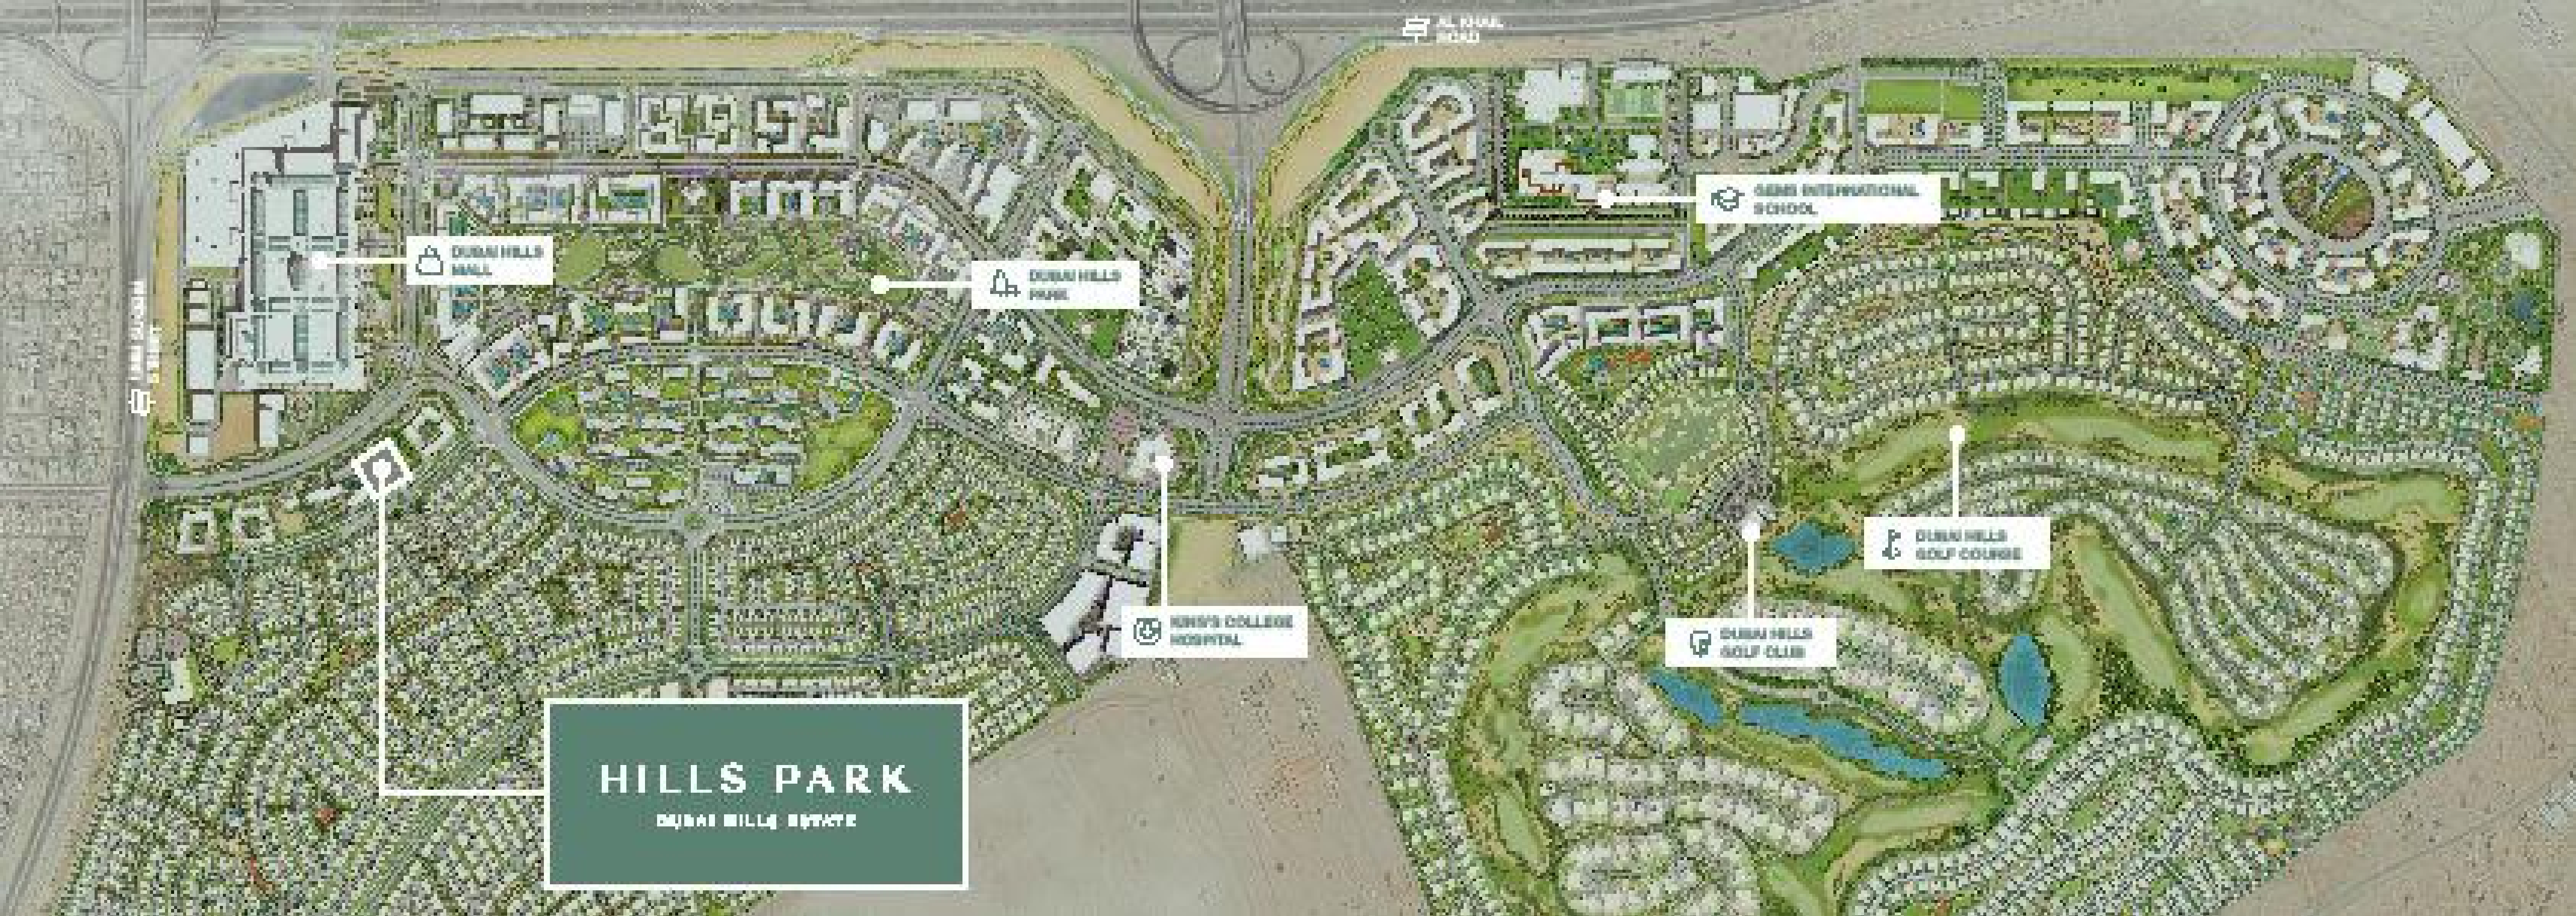 AL KHAIL
ROAD
GEMS INTERNATIONAL
SCHOOL
DUBAI HILLS
MALL
DUBAI HILLS
PARK
DUBAI HILLS
GOLF COURSE
KING'S COLLEGE
HOSPITAL
DUBAI HILLS
GOLF CLUB
HILLS PARK
DUBAI HILLS ESTATE